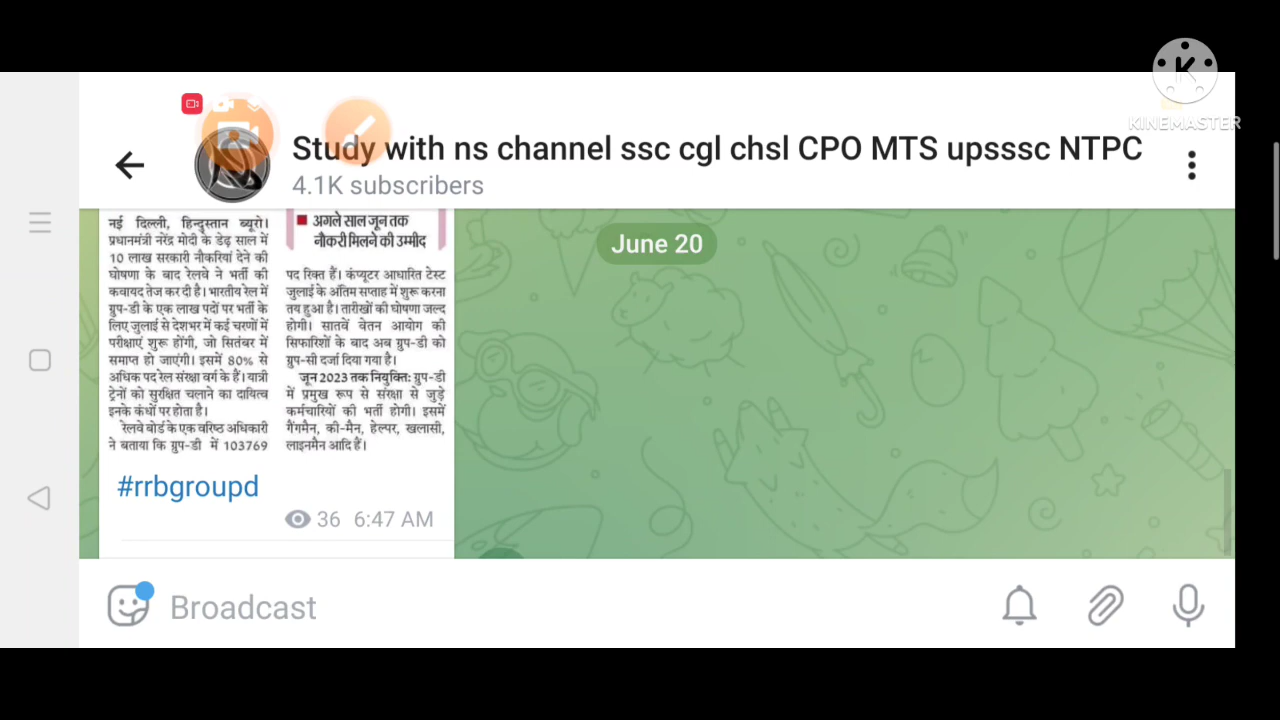 KINEMASTER
Study with ns channel ssc cgl chsl CPO MTS upsssc NTPC
4.1K subscribers
June 20
नई दिल्ली, हिन्दुस्तान ब्यूरो।
प्रधानमंत्री नरेंद्र मोदी के डेढ़ साल में
10 लाख सरकारी नौकरियां देने की
घोषणा के बाद रेलवे ने भर्ती की
कवायद तेज कर दी है। भारतीय रेल में
ग्रुप-डी के एक लाख पदों पर भर्ती के
लिए जुलाई से देशभर में कई चरणों में
परीक्षाएं शुरू होंगी, जो सितंबर में
समाप्त हो जाएंगी। इसमें 80% से
अधिक पद रेल संरक्षा वर्ग के हैं। यात्री
ट्रेनों को सुरक्षित चलाने का दायित्व
इनके कंधों पर होता है।
रेलवे बोर्ड के एक वरिष्ठ अधिकारी
ने बताया कि ग्रुप-डी में 103769
अगले साल जून तक
नौकरी मिलने की उम्मीद
पद रिक्त हैं। कंप्यूटर आधारित टेस्ट
जुलाई के अंतिम सप्ताह में शुरू करना
तय हुआ है। तारीखों की घोषणा जल्द
होगी। सातवें वेतन आयोग की
सिफारिशों के बाद अब ग्रुप-डी को
ग्रुप-सी दर्जा दिया गया है।
जून 2023 तक नियुक्ति: ग्रुप-डी
में प्रमुख रूप से संरक्षा से जुड़े
कर्मचारियों की भर्ती होगी। इसमें
गैंगमैन, की-मैन, हेल्पर, खलासी,
लाइनमैन आदि हैं।
#rrbgroupd
36 6:47 AM
Broadcast